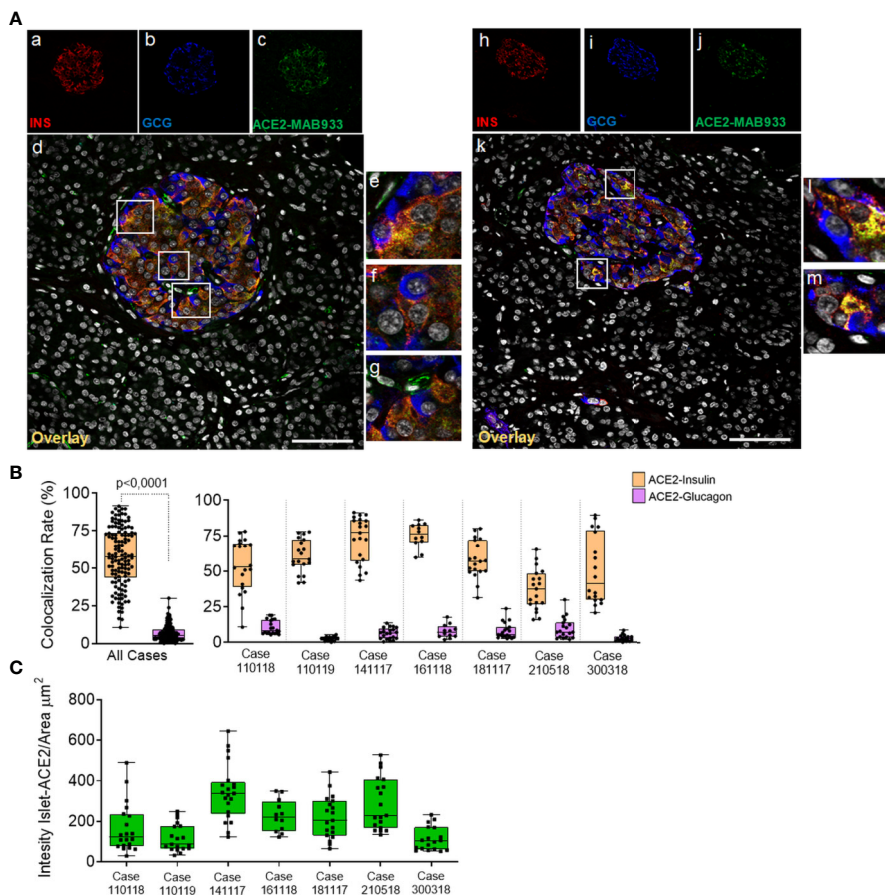 A
a
b
c
INS
GCG
ACE2-MAB933
d
e
f
g
Overlay
h
i
j
INS
GCG
ACE2-MAB933
k
l
m
Overlay
B
p<0,0001
ACE2-Insulin
ACE2-Glucagon
Colocalization Rate (%)
100
75
50
25
0
All Cases
100
75
50
25
0
Case
110118
Case
110119
Case
141117
Case
161118
Case
181117
Case
210518
Case
300318
C
Intesity Islet-ACE2/Area µm²
800
600
400
200
0
Case
110118
Case
110119
Case
141117
Case
161118
Case
181117
Case
210518
Case
300318